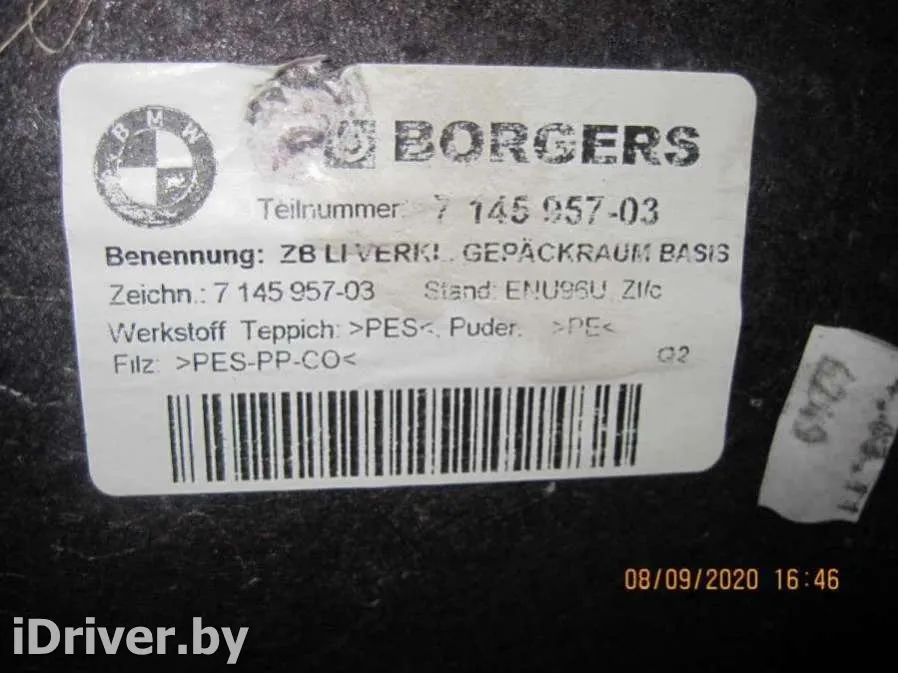 BMW
BORGERS
Teilnummer: 7 145 957-03
Benennung: ZB LI VERKL. GEPÄCKRAUM BASIS
Zeichn.: 7 145 957-03 Stand: ENU96U ZI/c
Werkstoff Teppich: >PES<, Puder: >PE<
Filz: >PES-PP-CO< Q2
08/09/2020 16:46
iDriver.by